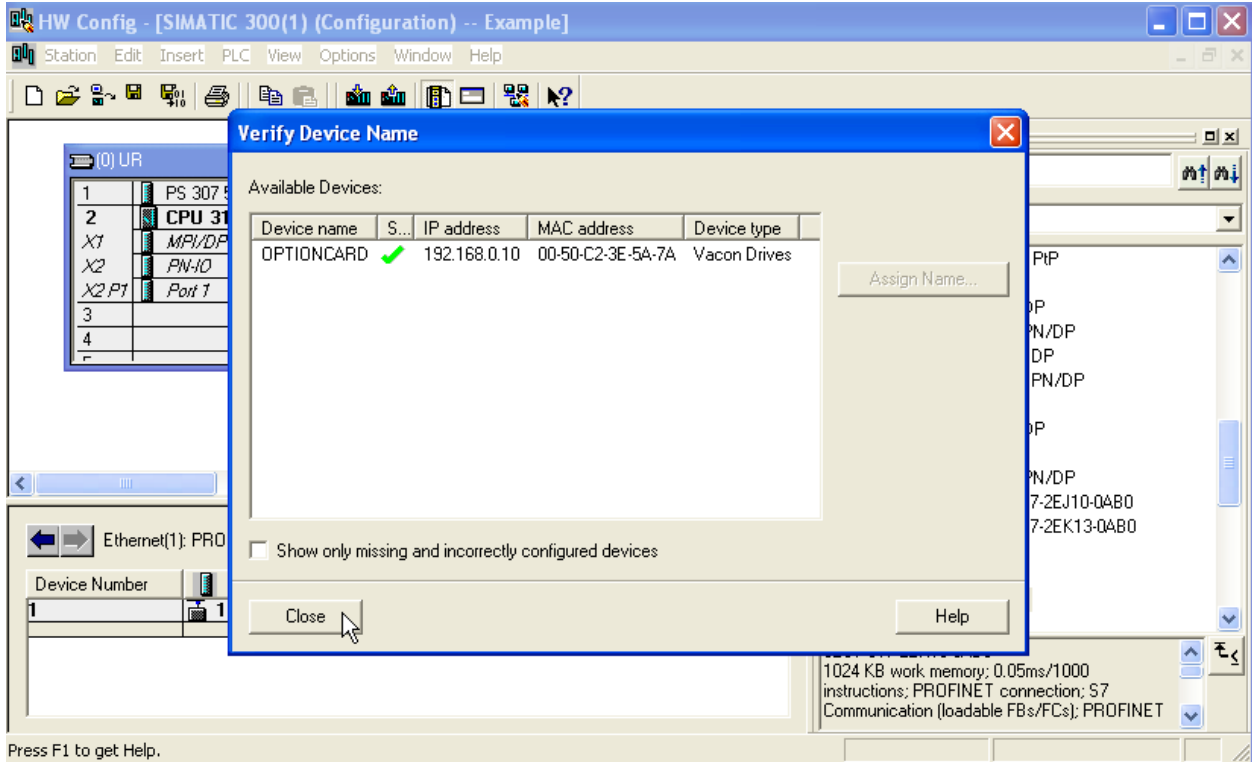 HW Config - [SIMATIC 300(1) (Configuration) -- Example]
Station Edit Insert PLC View Options Window Help
Verify Device Name
Available Devices:
Device name S... IP address MAC address Device type
OPTIONCARD 192.168.0.10 00-50-C2-3E-5A-7A Vacon Drives
Assign Name...
Show only missing and incorrectly configured devices
Close Help
(0) UR
1 PS 307 5
2 CPU 31
X1 MPI/DP
X2 PN-IO
X2 P1 Port 1
3
4
PtP
DP
PN/DP
DP
PN/DP
DP
PN/DP
7-2EJ10-0AB0
7-2EK13-0AB0
Ethernet(1): PRO
Device Number
1 1
1024 KB work memory; 0.05ms/1000
instructions; PROFINET connection; S7
Communication (loadable FBs/FCs); PROFINET
Press F1 to get Help.